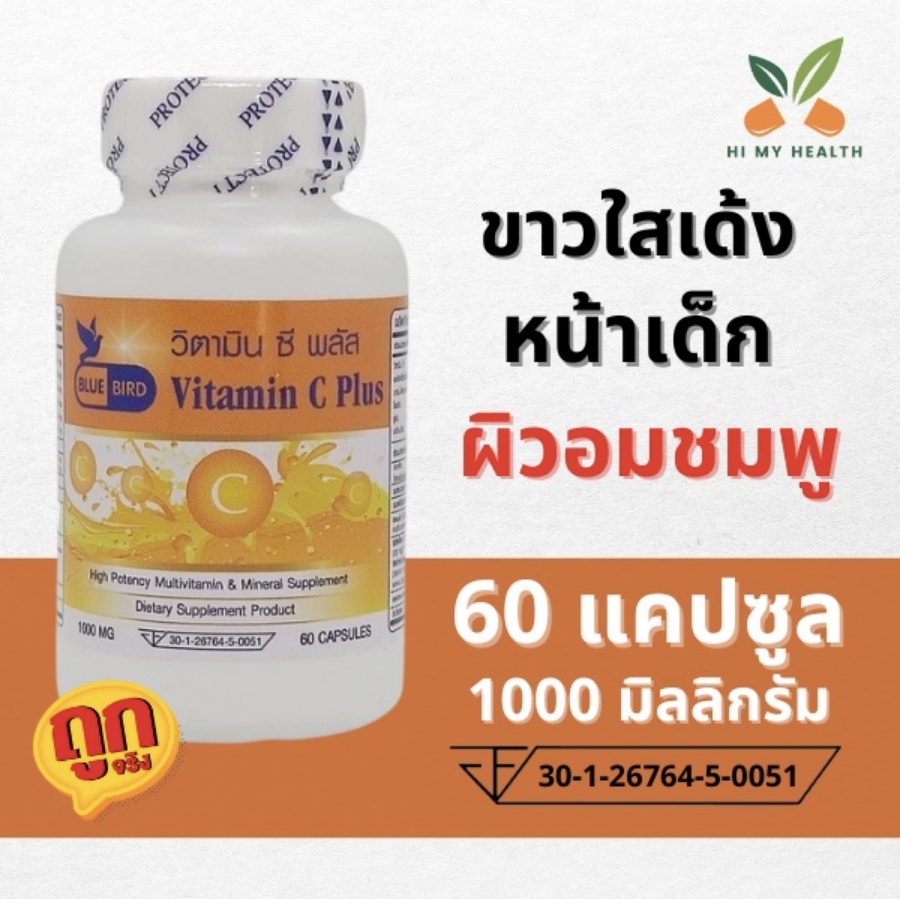 HI MY HEALTH
ขาวใสเด้ง
หน้าเด็ก
ผิวอมชมพู
60 แคปซูล
1000 มิลลิกรัม
30-1-26764-5-0051
ถูก
จริง
PROTECT
PROTECT
PROTECT
BLUE BIRD
วิตามิน ซี พลัส
Vitamin C Plus
C
C
C
C
High Potency Multivitamin & Mineral Supplement
Dietary Supplement Product
1000 MG
30-1-26764-5-0051
60 CAPSULES